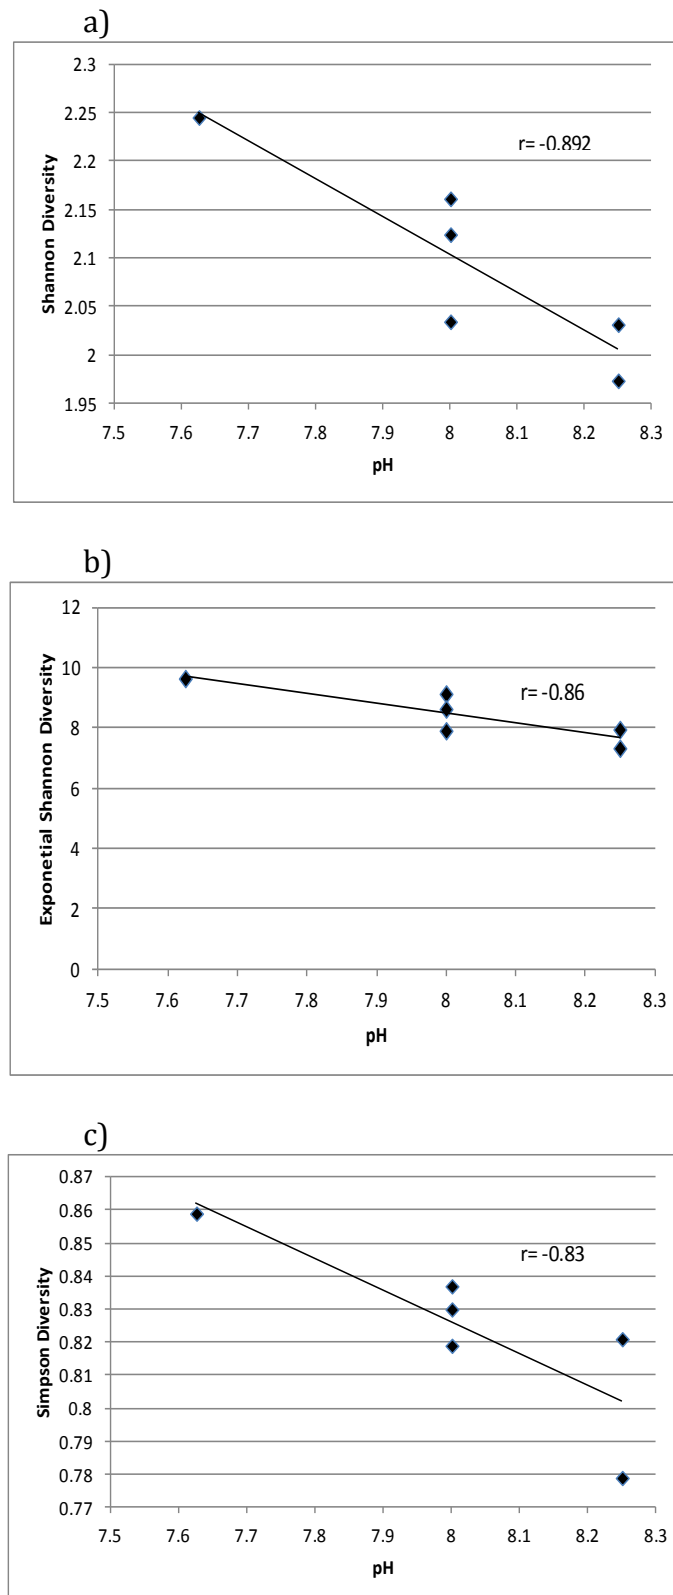 a)
2.3
2.25
2.2
2.15
2.1
2.05
2
1.95
Shannon Diversity
r= -0.892
7.5 7.6 7.7 7.8 7.9 8 8.1 8.2 8.3
pH
b)
12
10
8
6
4
2
0
Exponetial Shannon Diversity
r= -0.86
7.5 7.6 7.7 7.8 7.9 8 8.1 8.2 8.3
pH
c)
0.87
0.86
0.85
0.84
0.83
0.82
0.81
0.8
0.79
0.78
0.77
Simpson Diversity
r= -0.83
7.5 7.6 7.7 7.8 7.9 8 8.1 8.2 8.3
pH